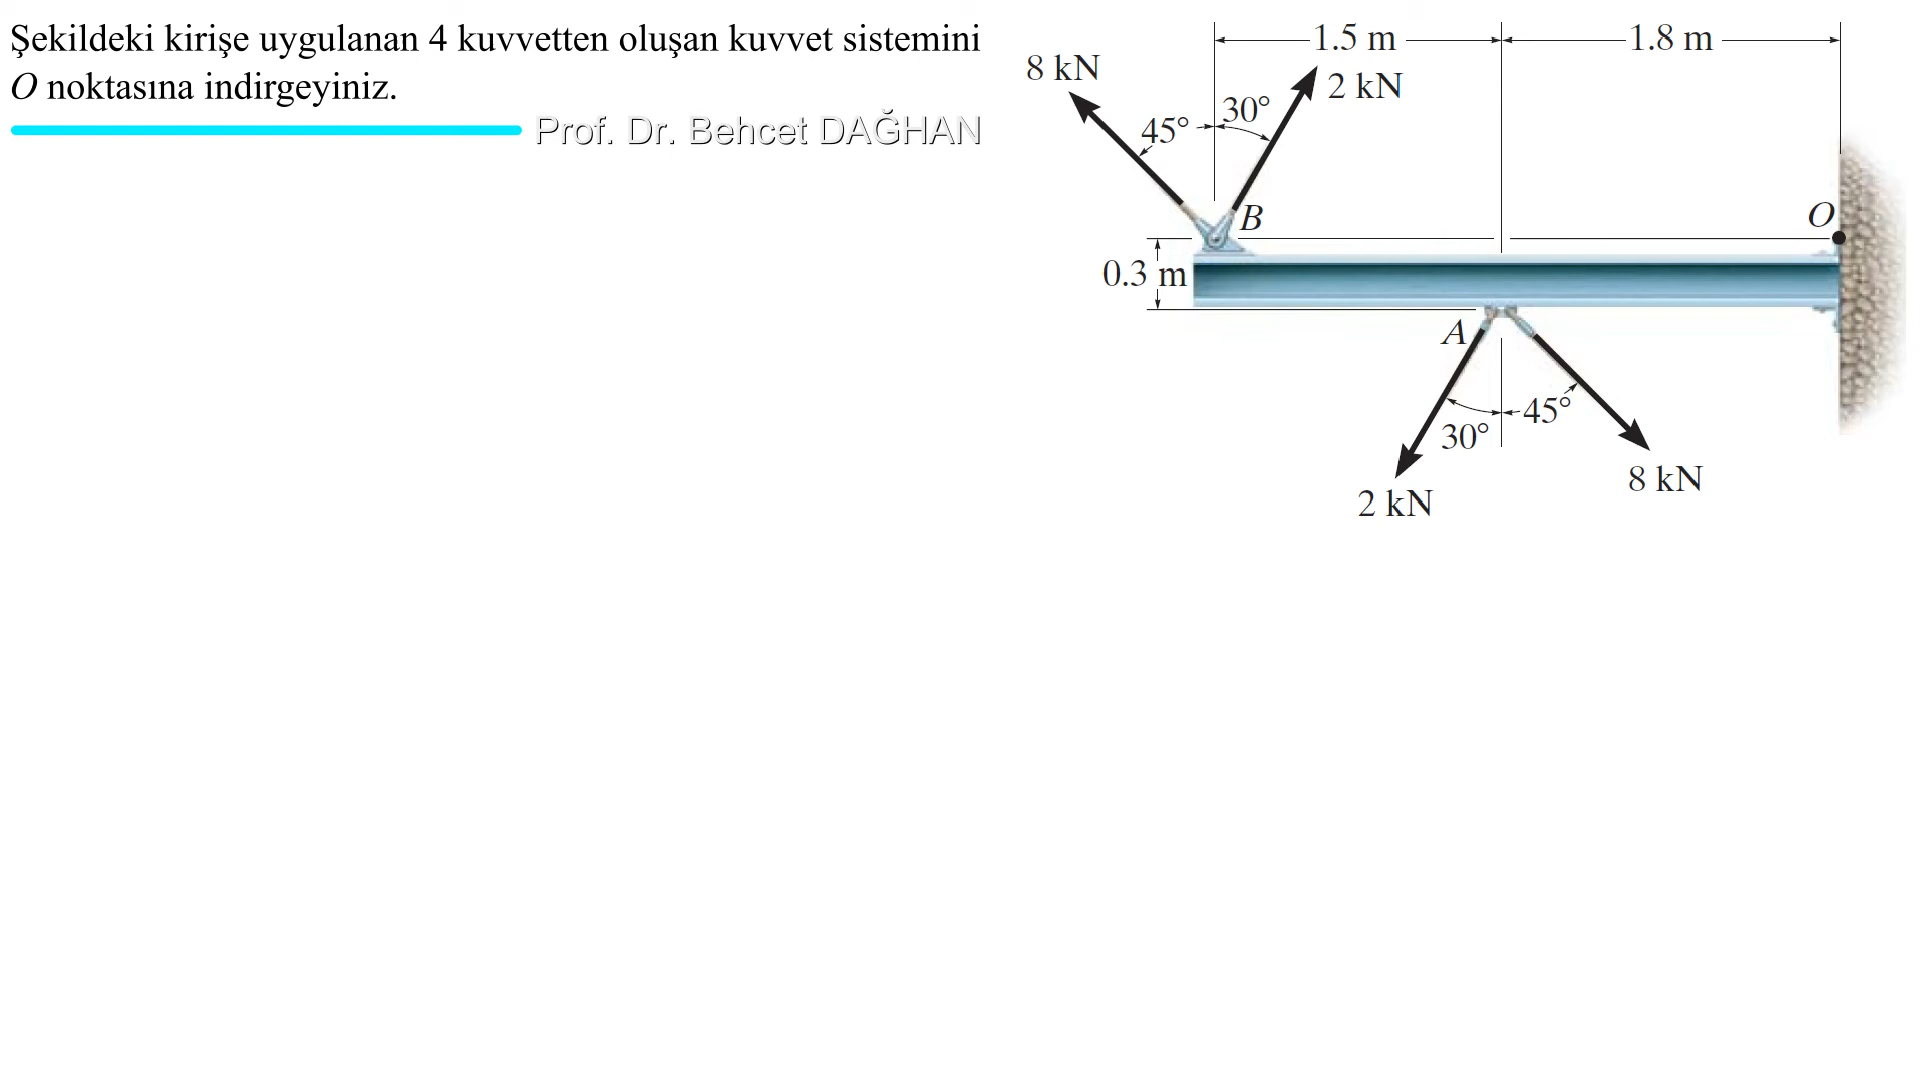 Şekildeki kirişe uygulanan 4 kuvvetten oluşan kuvvet sistemini
O noktasına indirgeyiniz.
Prof. Dr. Behcet DAĞHAN
1.5 m
1.8 m
8 kN
2 kN
45°
30°
B
O
0.3 m
A
30°
45°
2 kN
8 kN